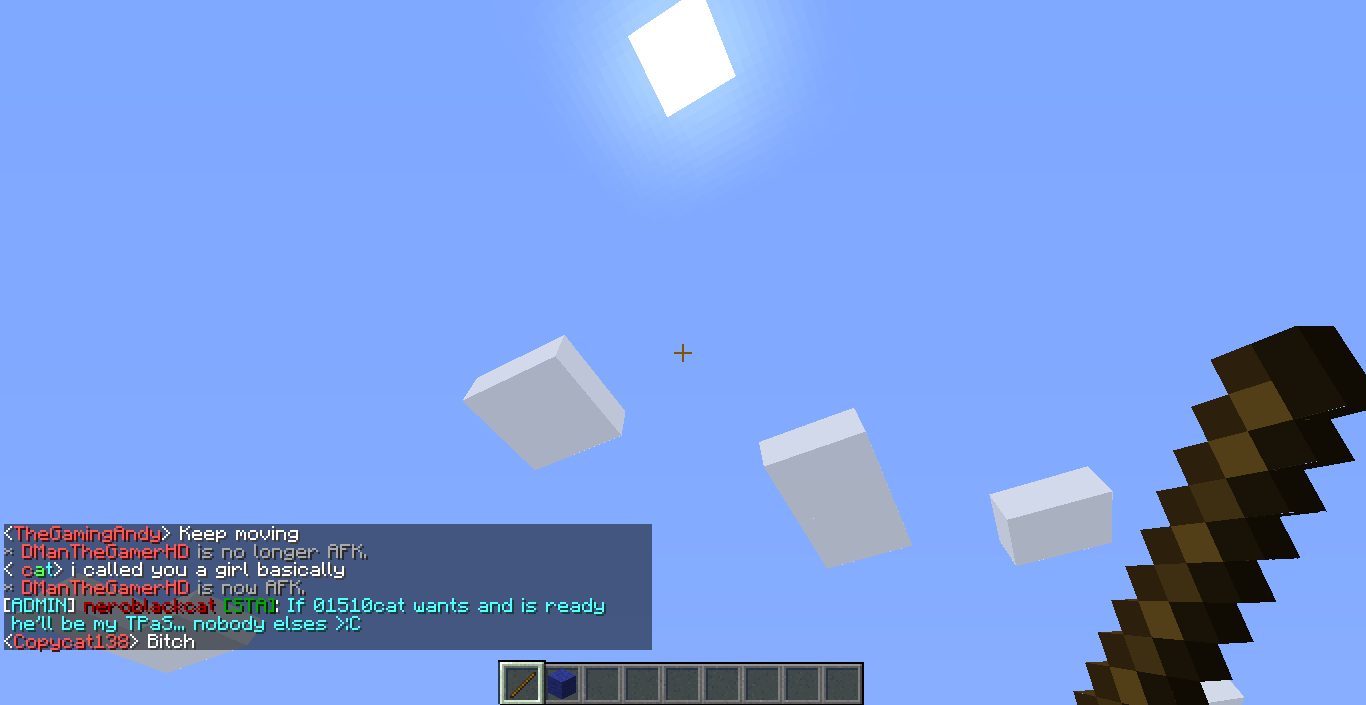 <TheGamingAndy> Keep moving
* DManTheGamerHD is no longer AFK.
< cat> i called you a girl basically
* DManTheGamerHD is now AFK.
[ADMIN] neroblackcat [STA]: If 01510cat wants and is ready
he'll be my TPaS... nobody elses >:C
<Copycat138> Bitch